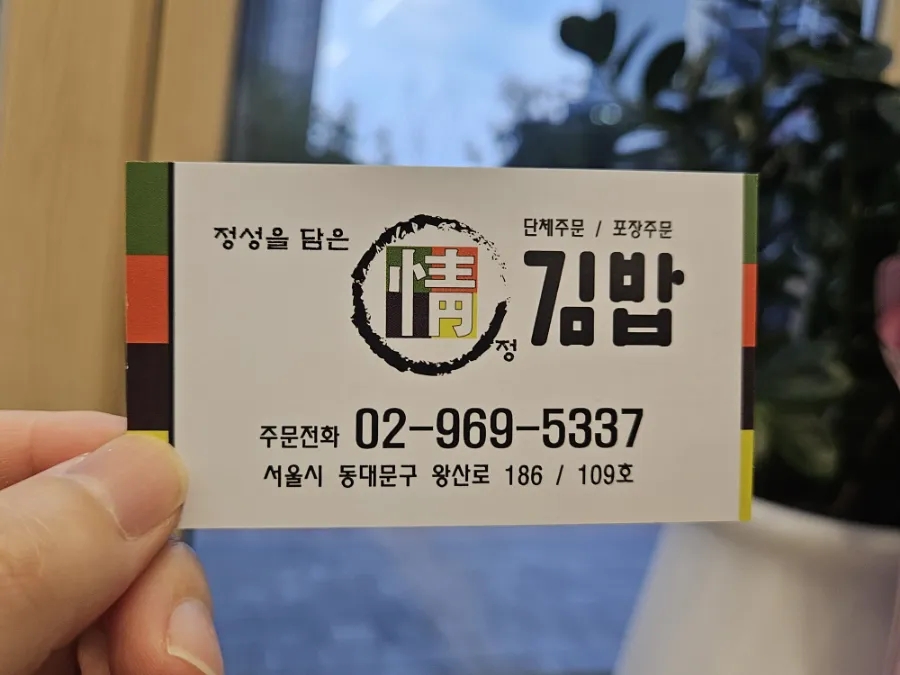 정성을 담은
情
정
단체주문 / 포장주문
김밥
주문전화 02-969-5337
서울시 동대문구 왕산로 186 / 109호